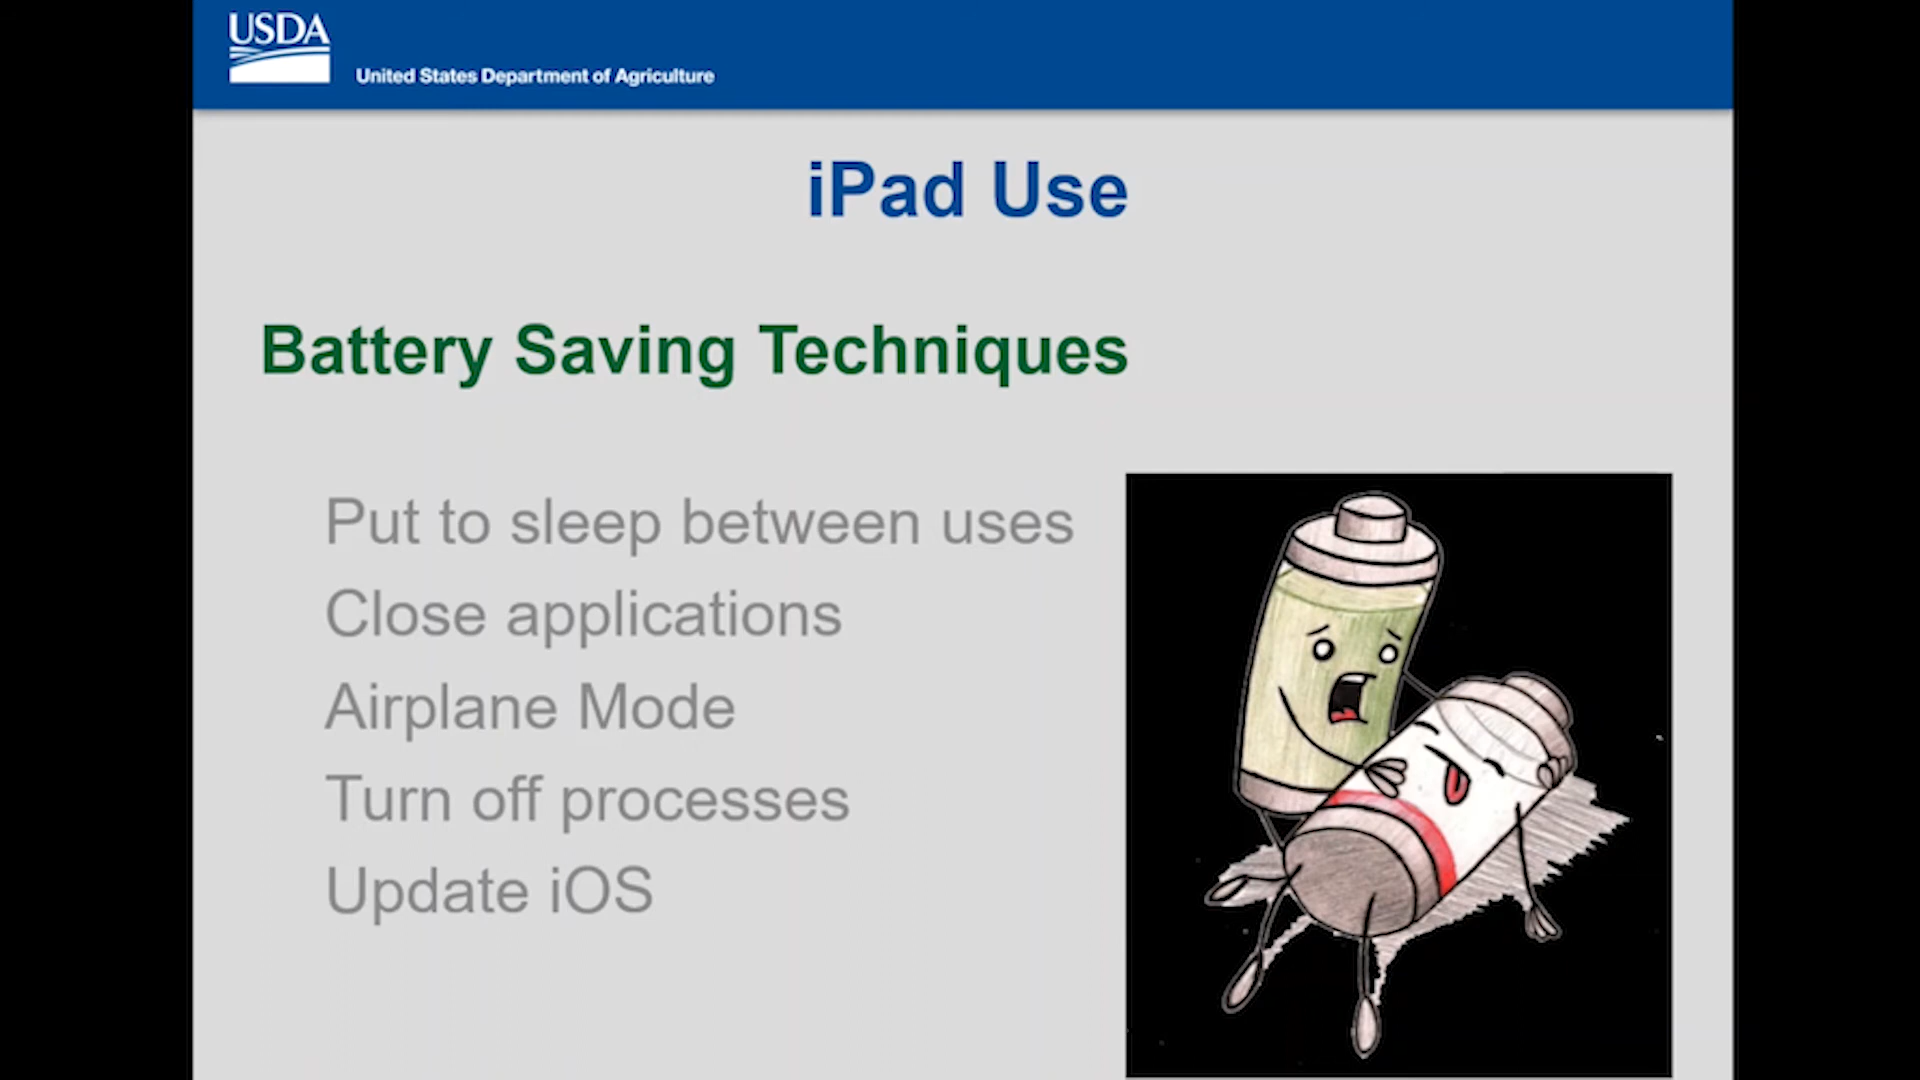 USDA
United States Department of Agriculture
iPad Use
Battery Saving Techniques
Put to sleep between uses
Close applications
Airplane Mode
Turn off processes
Update iOS